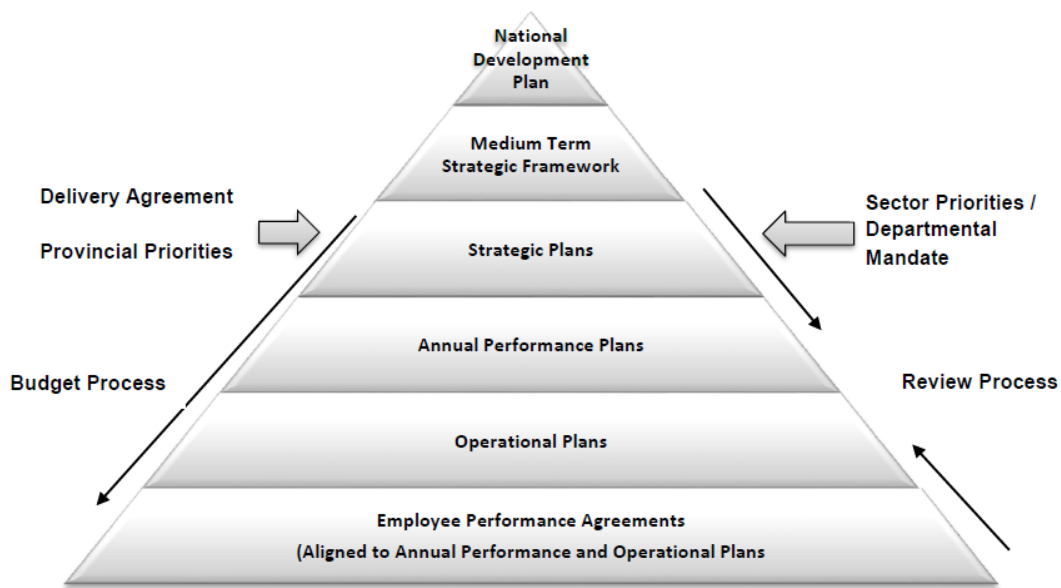 National
Development
Plan
Medium Term
Strategic Framework
Delivery Agreement
Provincial Priorities
Sector Priorities /
Departmental
Mandate
Strategic Plans
Annual Performance Plans
Budget Process
Review Process
Operational Plans
Employee Performance Agreements
(Aligned to Annual Performance and Operational Plans